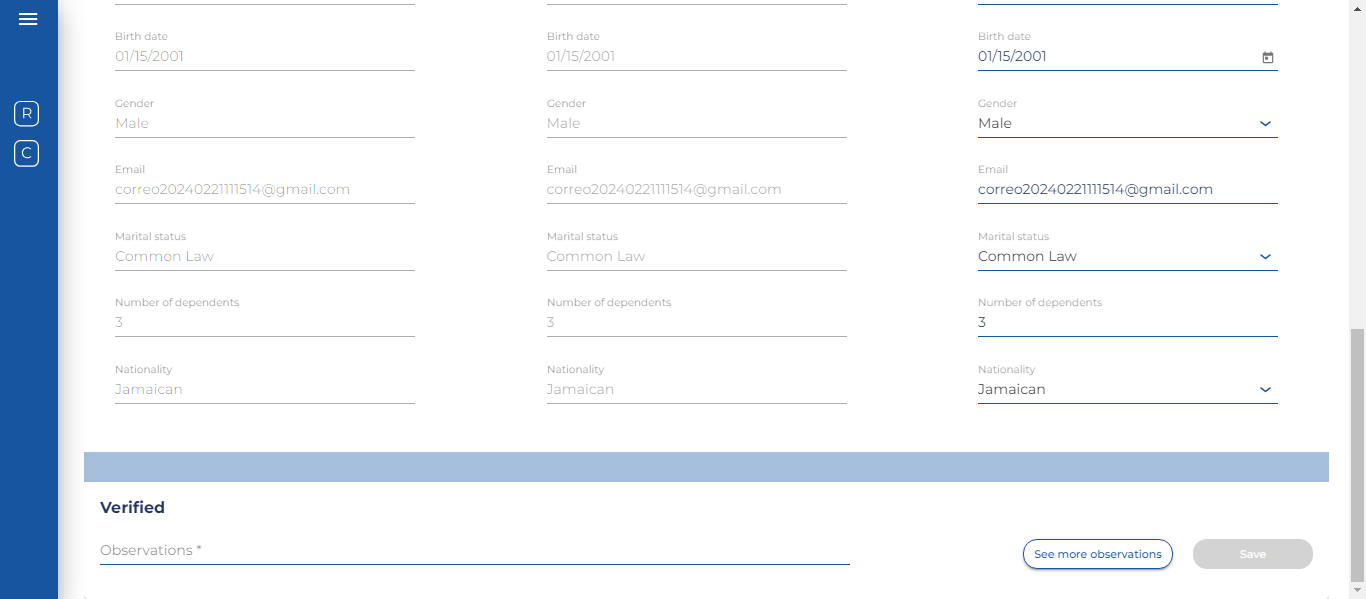 Birth date Birth date Birth date
01/15/2001 01/15/2001 01/15/2001
R
Gender Gender Gender
Male Male Male
C
Email Email Email
correo20240221111514@gmail.com correo20240221111514@gmail.com correo20240221111514@gmail.com
Marital status Marital status Marital status
Common Law Common Law Common Law
Number of dependents Number of dependents Number of dependents
3 3 3
Nationality Nationality Nationality
Jamaican Jamaican Jamaican
Verified
Observations * See more observations Save